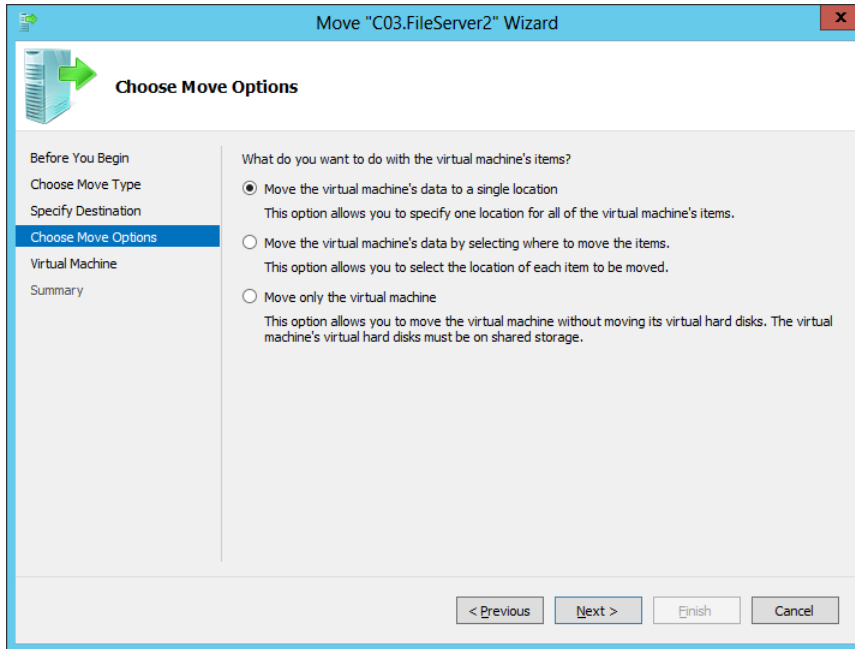 Move "C03.FileServer2" Wizard
x
Choose Move Options
Before You Begin
Choose Move Type
Specify Destination
Choose Move Options
Virtual Machine
Summary
What do you want to do with the virtual machine's items?
Move the virtual machine's data to a single location
This option allows you to specify one location for all of the virtual machine's items.
Move the virtual machine's data by selecting where to move the items.
This option allows you to select the location of each item to be moved.
Move only the virtual machine
This option allows you to move the virtual machine without moving its virtual hard disks. The virtual
machine's virtual hard disks must be on shared storage.
< Previous
Next >
Finish
Cancel